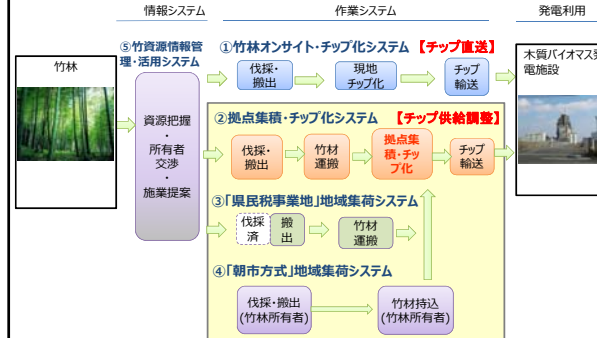 情報システム
作業システム
発電利用
竹林
⑤竹資源情報管
理・活用システム
資源把握
・
所有者
交渉
・
施業提案
①竹林オンサイト・チップ化システム 【チップ直送】
伐採・
搬出
現地
チップ化
チップ
輸送
②拠点集積・チップ化システム 【チップ供給調整】
伐採・
搬出
竹材
運搬
拠点集
積・チッ
プ化
チップ
輸送
③「県民税事業地」地域集荷システム
伐採
済
搬
出
竹材
運搬
④「朝市方式」地域集荷システム
伐採・搬出
(竹林所有者)
竹材持込
(竹林所有者)
木質バイオマス発
電施設